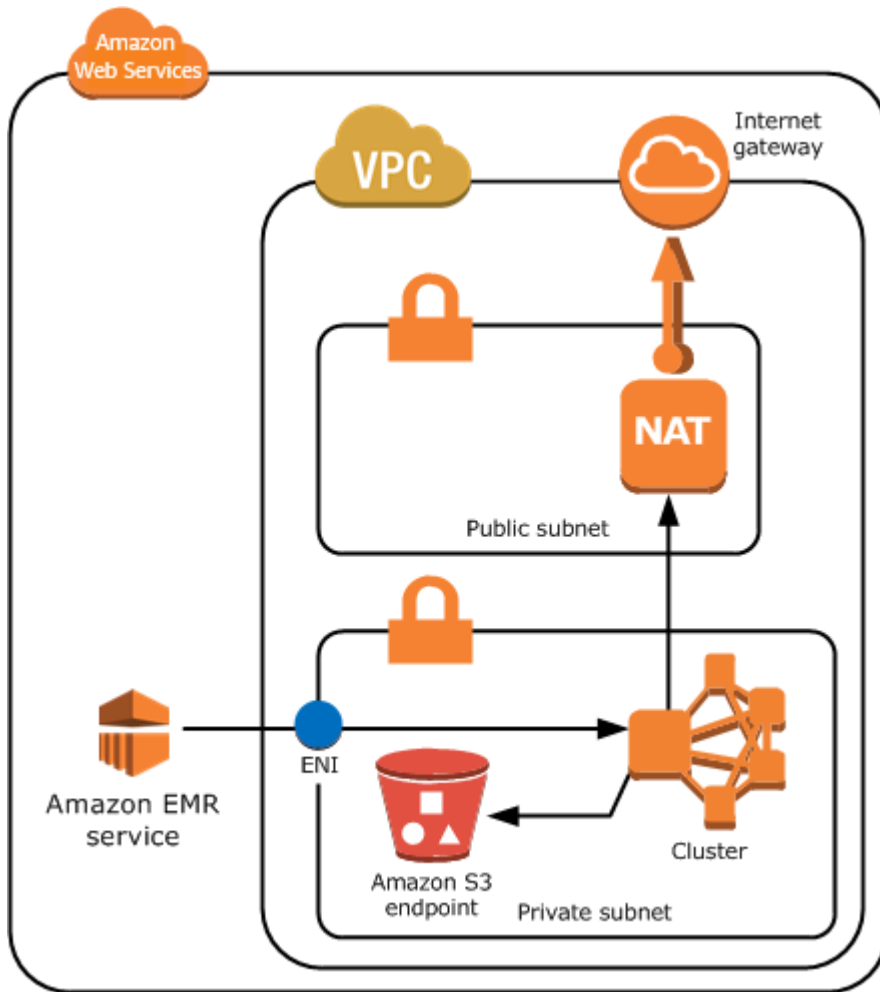 Amazon
Web Services
Internet
gateway
VPC
NAT
Public subnet
ENI
Amazon EMR
service
Cluster
Amazon S3
endpoint
Private subnet